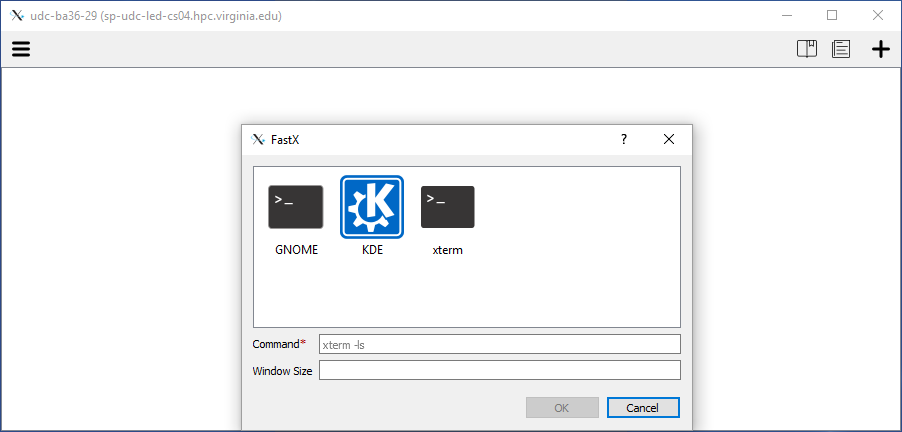 udc-ba36-29 (sp-udc-led-cs04.hpc.virginia.edu)
FastX
?
>_ K >_
GNOME KDE xterm
Command* xterm -ls
Window Size
OK Cancel